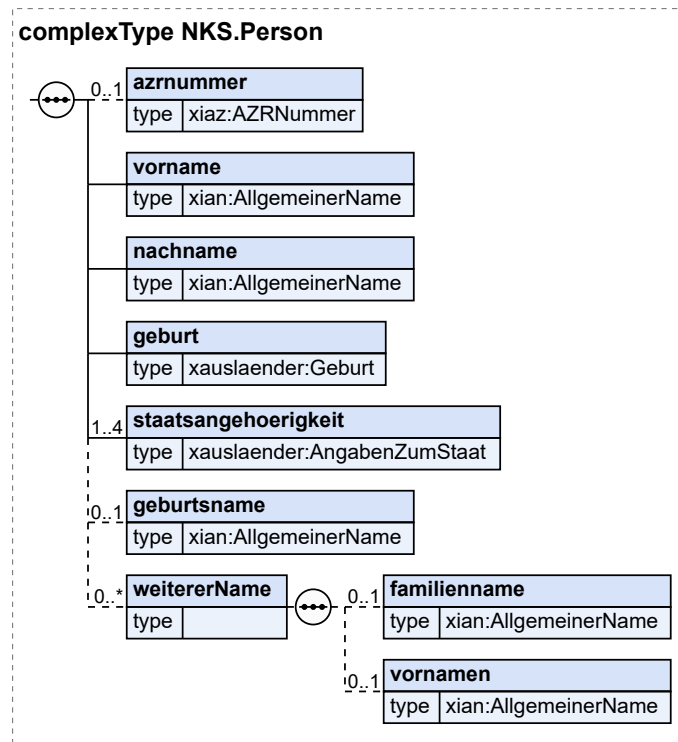 complexType NKS.Person
0..1 azrnummer
type xiaz:AZRNummer
vorname
type xian:AllgemeinerName
nachname
type xian:AllgemeinerName
geburt
type xauslaender:Geburt
1..4 staatsangehoerigkeit
type xauslaender:AngabenZumStaat
0..1 geburtsname
type xian:AllgemeinerName
0..* weitererName 0..1 familienname
type type xian:AllgemeinerName
0..1 vornamen
type xian:AllgemeinerName